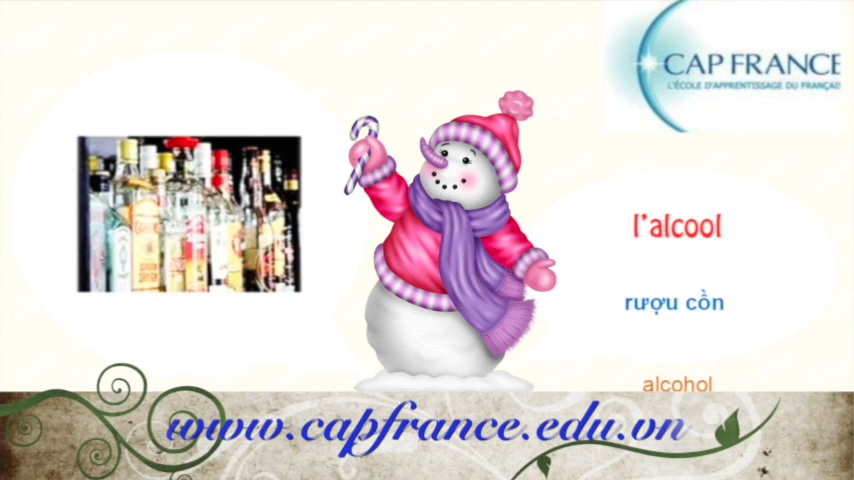 CAP FRANCE
L'ÉCOLE D'APPRENTISSAGE DU FRANÇAIS
l'alcool
rượu cồn
alcohol
www.capfrance.edu.vn